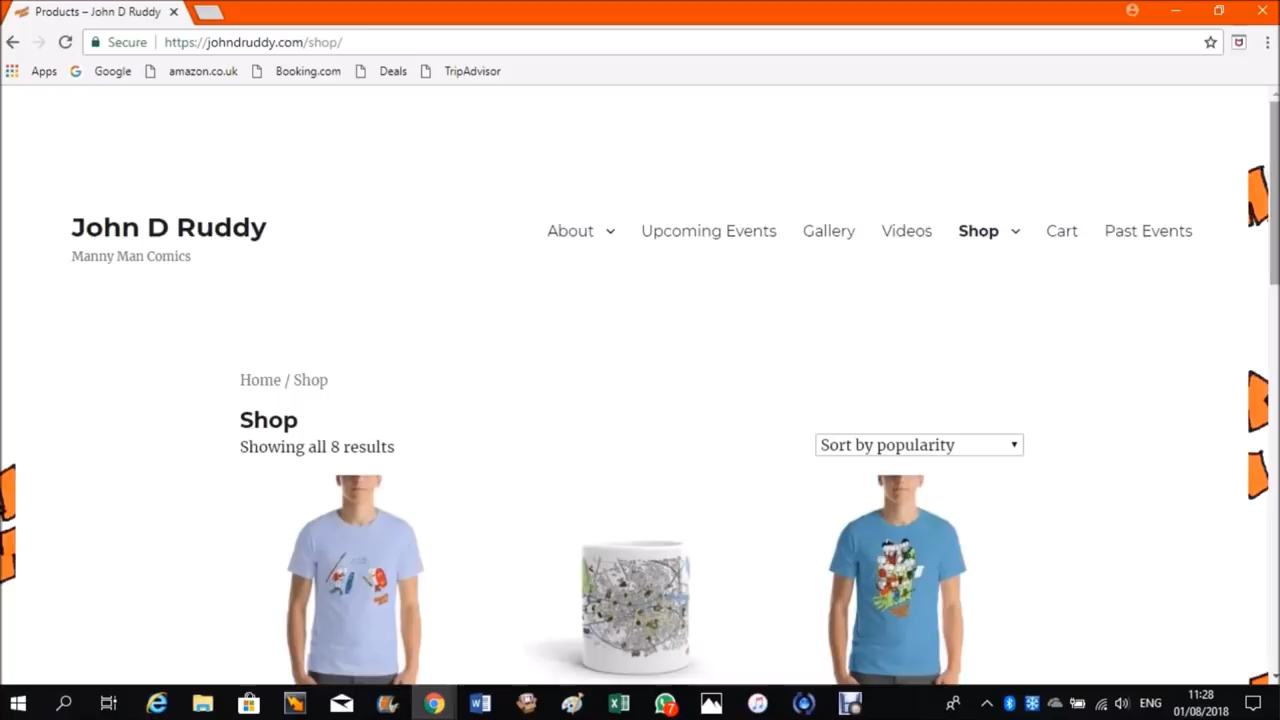 Products – John D Ruddy
Secure
https://johndruddy.com/shop/
Apps
Google
amazon.co.uk
Booking.com
Deals
TripAdvisor
John D Ruddy
Manny Man Comics
About
Upcoming Events
Gallery
Videos
Shop
Cart
Past Events
Home / Shop
Shop
Showing all 8 results
Sort by popularity
7
ENG
11:28
01/08/2018